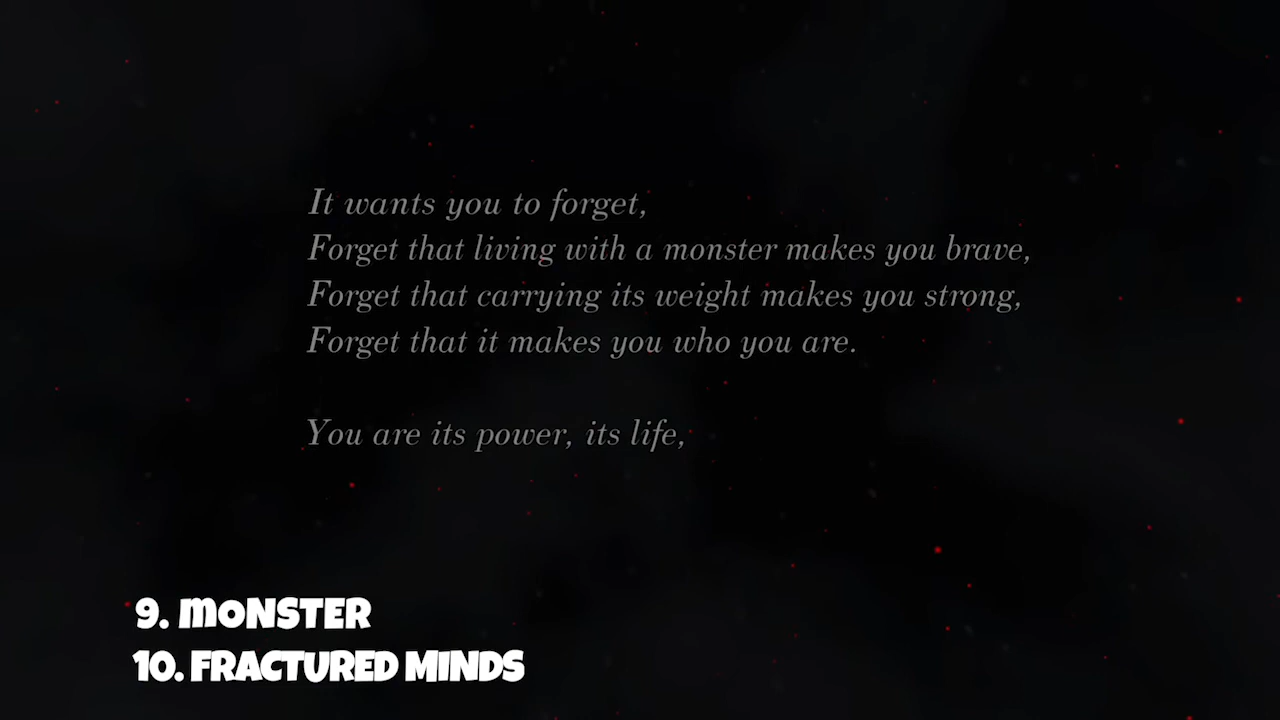 It wants you to forget,
Forget that living with a monster makes you brave,
Forget that carrying its weight makes you strong,
Forget that it makes you who you are.
You are its power, its life,
9. MONSTER
10. FRACTURED MINDS